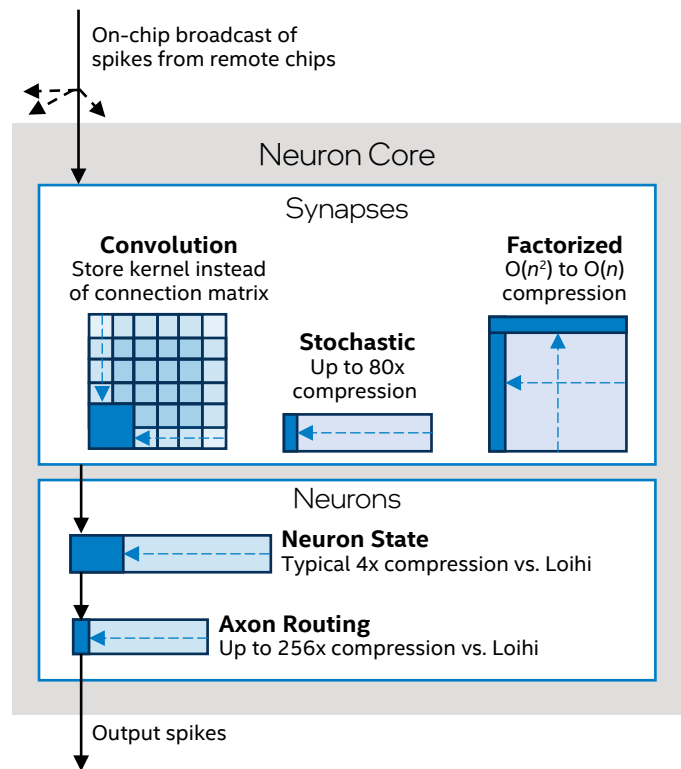 On-chip broadcast of
spikes from remote chips
Neuron Core
Synapses
Convolution
Store kernel instead
of connection matrix
Stochastic
Up to 80x
compression
Factorized
O(n²) to O(n)
compression
Neurons
Neuron State
Typical 4x compression vs. Loihi
Axon Routing
Up to 256x compression vs. Loihi
Output spikes